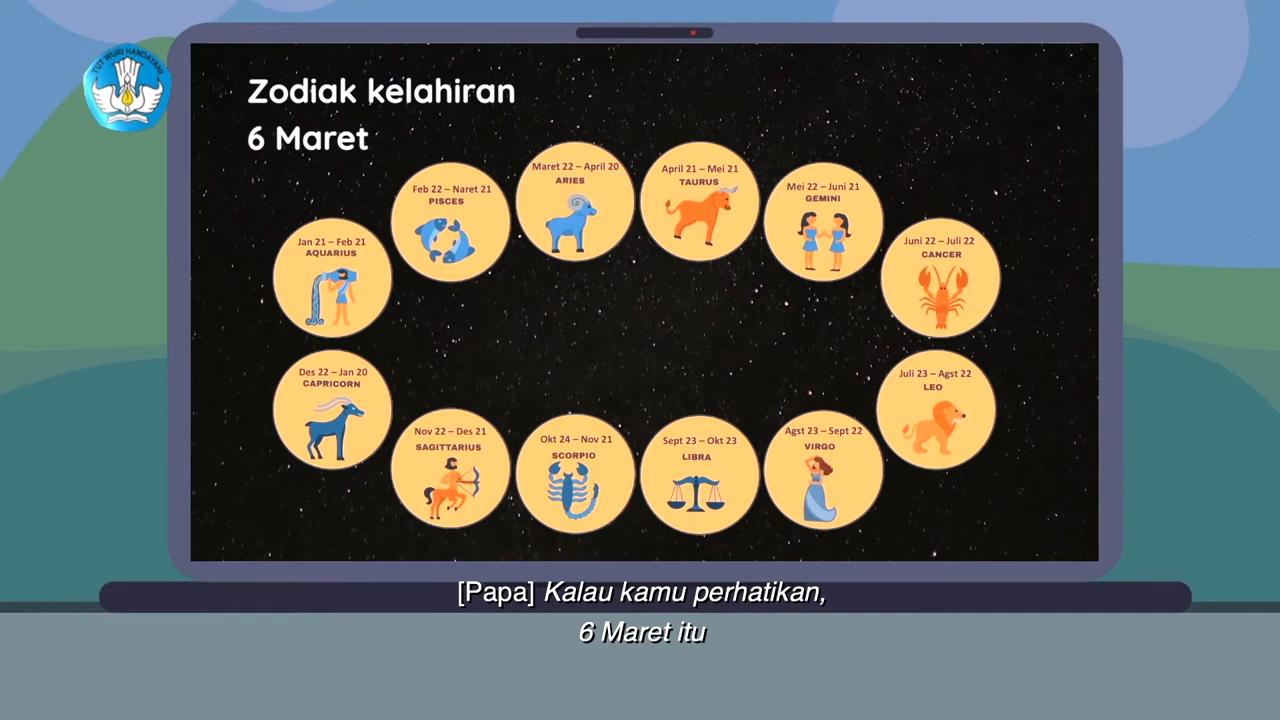 TUT WURI HANDAYANI
Zodiak kelahiran
6 Maret
Maret 22 – April 20
ARIES
April 21 – Mei 21
TAURUS
Feb 22 – Naret 21
PISCES
Mei 22 – Juni 21
GEMINI
Jan 21 – Feb 21
AQUARIUS
Juni 22 – Juli 22
CANCER
Des 22 – Jan 20
CAPRICORN
Juli 23 – Agst 22
LEO
Nov 22 – Des 21
SAGITTARIUS
Okt 24 – Nov 21
SCORPIO
Sept 23 – Okt 23
LIBRA
Agst 23 – Sept 22
VIRGO
[Papa] Kalau kamu perhatikan,
6 Maret itu